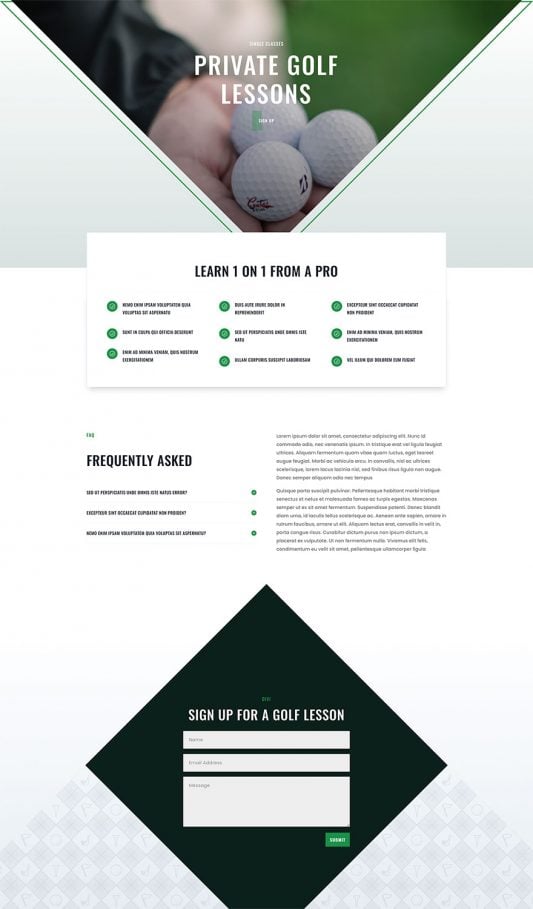 SINGLE CLASSES
PRIVATE GOLF
LESSONS
SIGN UP
LEARN 1 ON 1 FROM A PRO
NEMO ENIM IPSAM VOLUPTATEM QUIA
VOLUPTAS SIT ASPERNATU
SUNT IN CULPA QUI OFFICIA DESERUNT
ENIM AD MINIMA VENIAM, QUIS NOSTRUM
EXERCITATIONEM
DUIS AUTE IRURE DOLOR IN
REPREHENDERIT
SED UT PERSPICIATIS UNDE OMNIS ISTE
NATU
ULLAM CORPORIS SUSCIPIT LABORIOSAM
EXCEPTEUR SINT OCCAECAT CUPIDATAT
NON PROIDENT
ENIM AD MINIMA VENIAM, QUIS NOSTRUM
EXERCITATIONEM
VEL ILLUM QUI DOLOREM EUM FUGIAT
FAQ
FREQUENTLY ASKED
SED UT PERSPICIATIS UNDE OMNIS ISTE NATUS ERROR?
EXCEPTEUR SINT OCCAECAT CUPIDATAT NON PROIDENT?
NEMO ENIM IPSAM VOLUPTATEM QUIA VOLUPTAS SIT ASPERNATUR?
Lorem ipsum dolor sit amet, consectetur adipiscing elit. Nunc id
commodo odio, nec venenatis ipsum. In tristique erat vel ligula feugiat
ultrices. Aliquam fermentum quam vitae quam luctus, eget laoreet
augue feugiat. Morbi ac vehicula arcu. In convallis, nisl ac ultrices
scelerisque, lorem lacus lacinia nisl, sed finibus risus ligula non augue.
Donec semper aliquam odio nec tempus
Quisque porta suscipit pulvinar. Pellentesque habitant morbi tristique
senectus et netus et malesuada fames ac turpis egestas. Maecenas
semper ut ex sit amet fermentum. Suspendisse potenti. Donec blandit
diam urna, id iaculis tellus scelerisque ac. Aenean ante sapien, ornare in
rutrum faucibus, ornare ut elit. Aliquam lectus erat, convallis in velit in,
porta congue risus. Curabitur dictum purus non ipsum dictum, a
placerat ex vulputate. Ut non fermentum nulla. Vivamus elit felis,
condimentum eu velit sit amet, pellentesque ullamcorper ligula
DIVI
SIGN UP FOR A GOLF LESSON
Name
Email Address
Message
SUBMIT